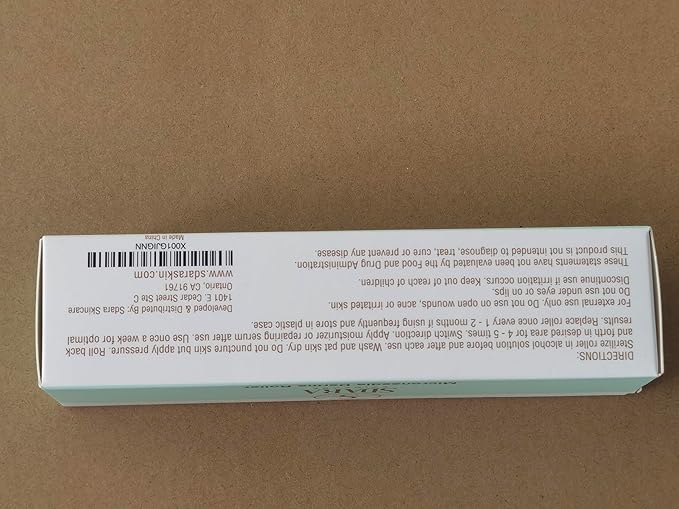 SDARA
Microneedle Derma Roller
DIRECTIONS:
Sterilize roller in alcohol solution before and after each use. Wash and pat skin dry. Do not puncture skin but apply pressure. Roll back
and forth in desired area for 4 - 5 times. Switch direction. Apply moisturizer or repairing serum after use. Use once a week for optimal
results. Replace roller once every 1 - 2 months if using frequently and store in plastic case.
For external use only. Do not use on open wounds, acne or irritated skin.
Do not use under eyes or on lips.
Discontinue use if irritation occurs. Keep out of reach of children.
These statements have not been evaluated by the Food and Drug Administration.
This product is not intended to diagnose, treat, cure or prevent any disease.
Developed & Distributed By: Sdara Skincare
1401 E. Cedar Street Ste C
Ontario, CA 91761
www.sdaraskin.com
X001GJIGNN
Made in China